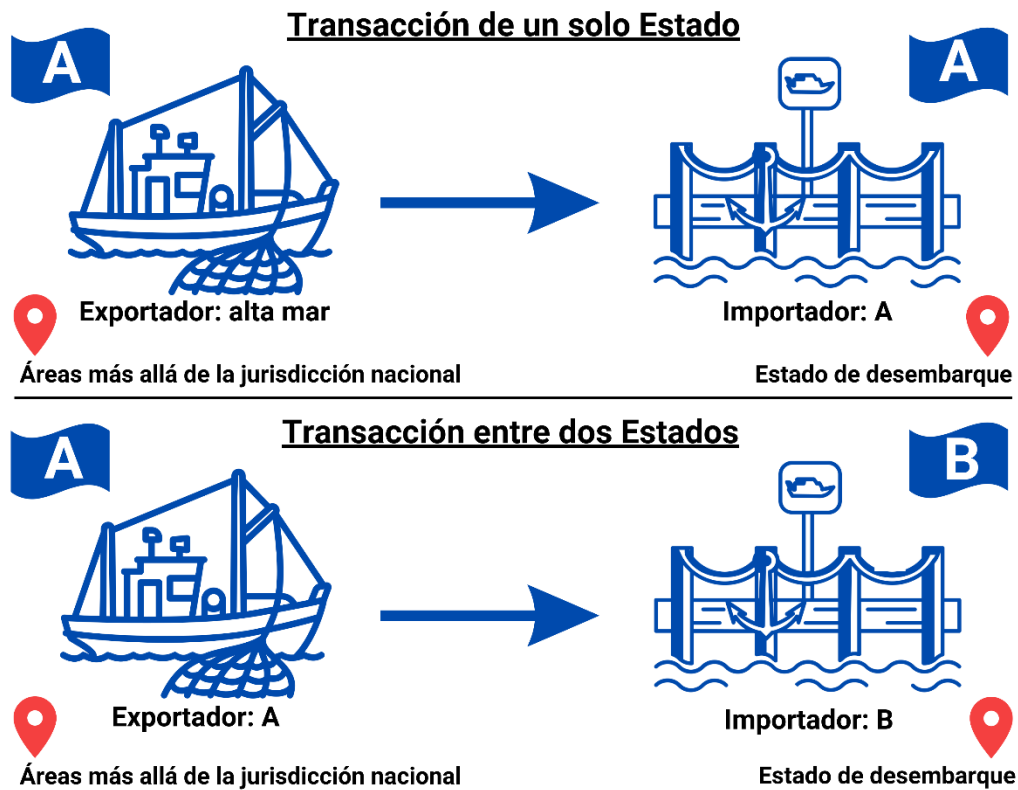 Transacción de un solo Estado
A
A
Exportador: alta mar
Importador: A
Áreas más allá de la jurisdicción nacional
Estado de desembarque
Transacción entre dos Estados
A
B
Exportador: A
Importador: B
Áreas más allá de la jurisdicción nacional
Estado de desembarque